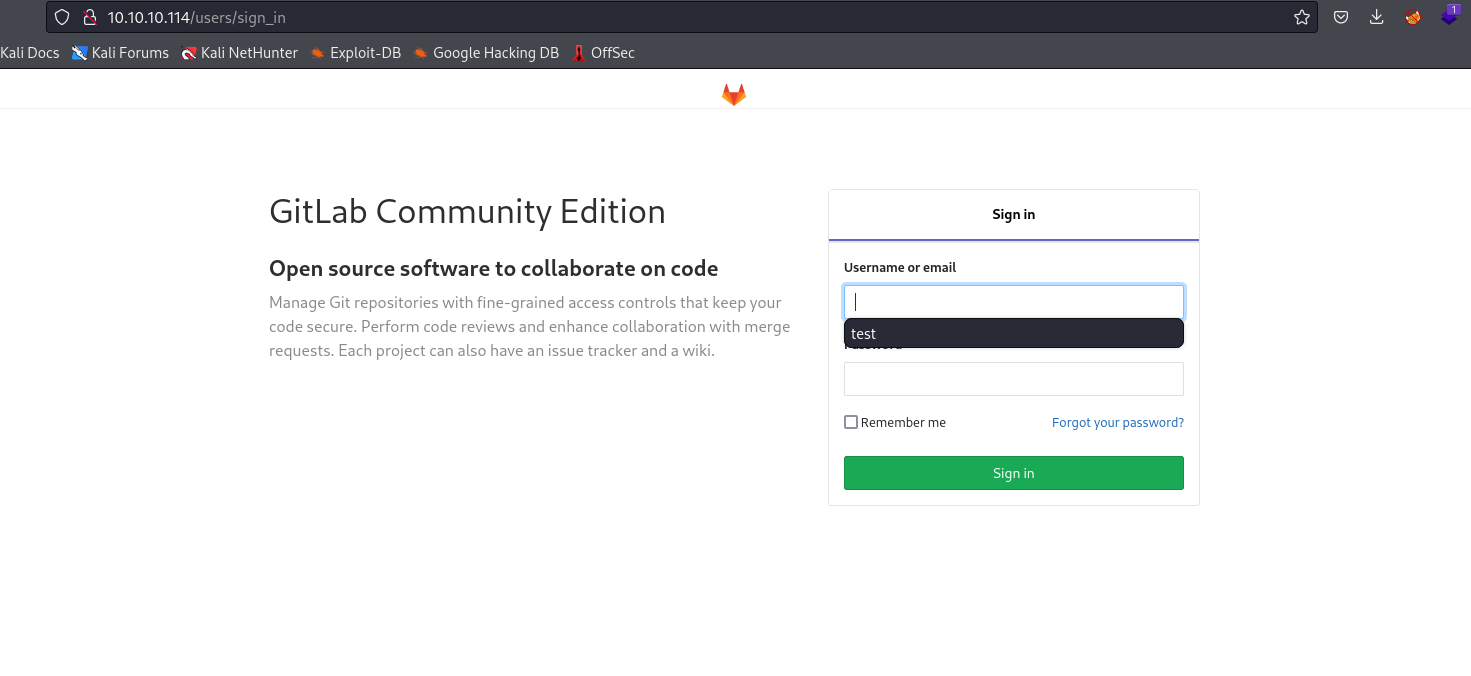 10.10.10.114/users/sign_in
1
Kali Docs Kali Forums Kali NetHunter Exploit-DB Google Hacking DB OffSec
GitLab Community Edition
Open source software to collaborate on code
Manage Git repositories with fine-grained access controls that keep your
code secure. Perform code reviews and enhance collaboration with merge
requests. Each project can also have an issue tracker and a wiki.
Sign in
Username or email
test
Remember me Forgot your password?
Sign in